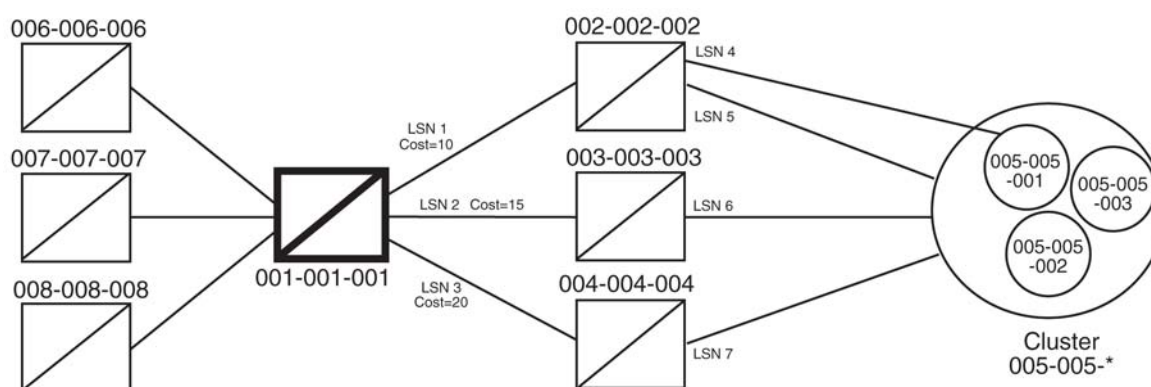 006-006-006
002-002-002
LSN 4
LSN 1
Cost=10
LSN 5
007-007-007
003-003-003
005-005
-001
005-005
-003
LSN 2 Cost=15
LSN 6
005-005
-002
001-001-001
008-008-008
LSN 3
Cost=20
004-004-004
LSN 7
Cluster
005-005-*